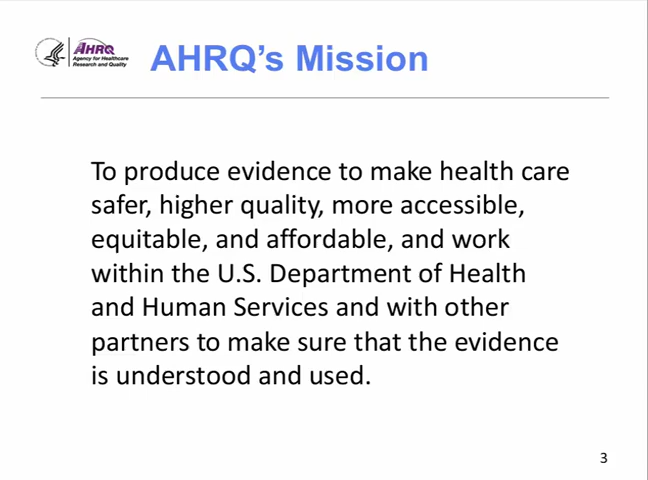 AHRQ
Agency for Healthcare
Research and Quality
AHRQ's Mission
To produce evidence to make health care
safer, higher quality, more accessible,
equitable, and affordable, and work
within the U.S. Department of Health
and Human Services and with other
partners to make sure that the evidence
is understood and used.
3